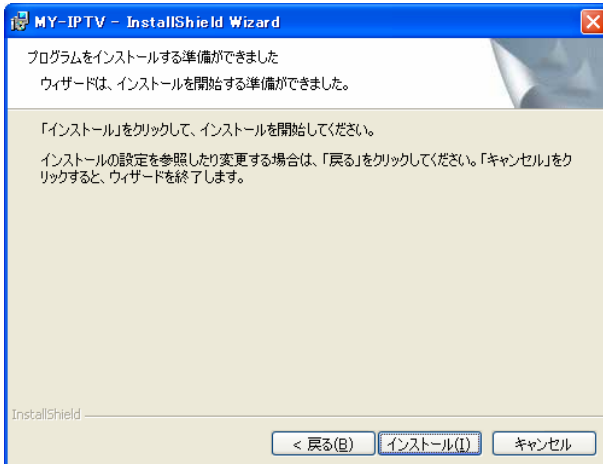 MY-IPTV - InstallShield Wizard
プログラムをインストールする準備ができました
ウィザードは、インストールを開始する準備ができました。
「インストール」をクリックして、インストールを開始してください。
インストールの設定を参照したり変更する場合は、「戻る」をクリックしてください。「キャンセル」をク
リックすると、ウィザードを終了します。
InstallShield
< 戻る(B) インストール(I) キャンセル